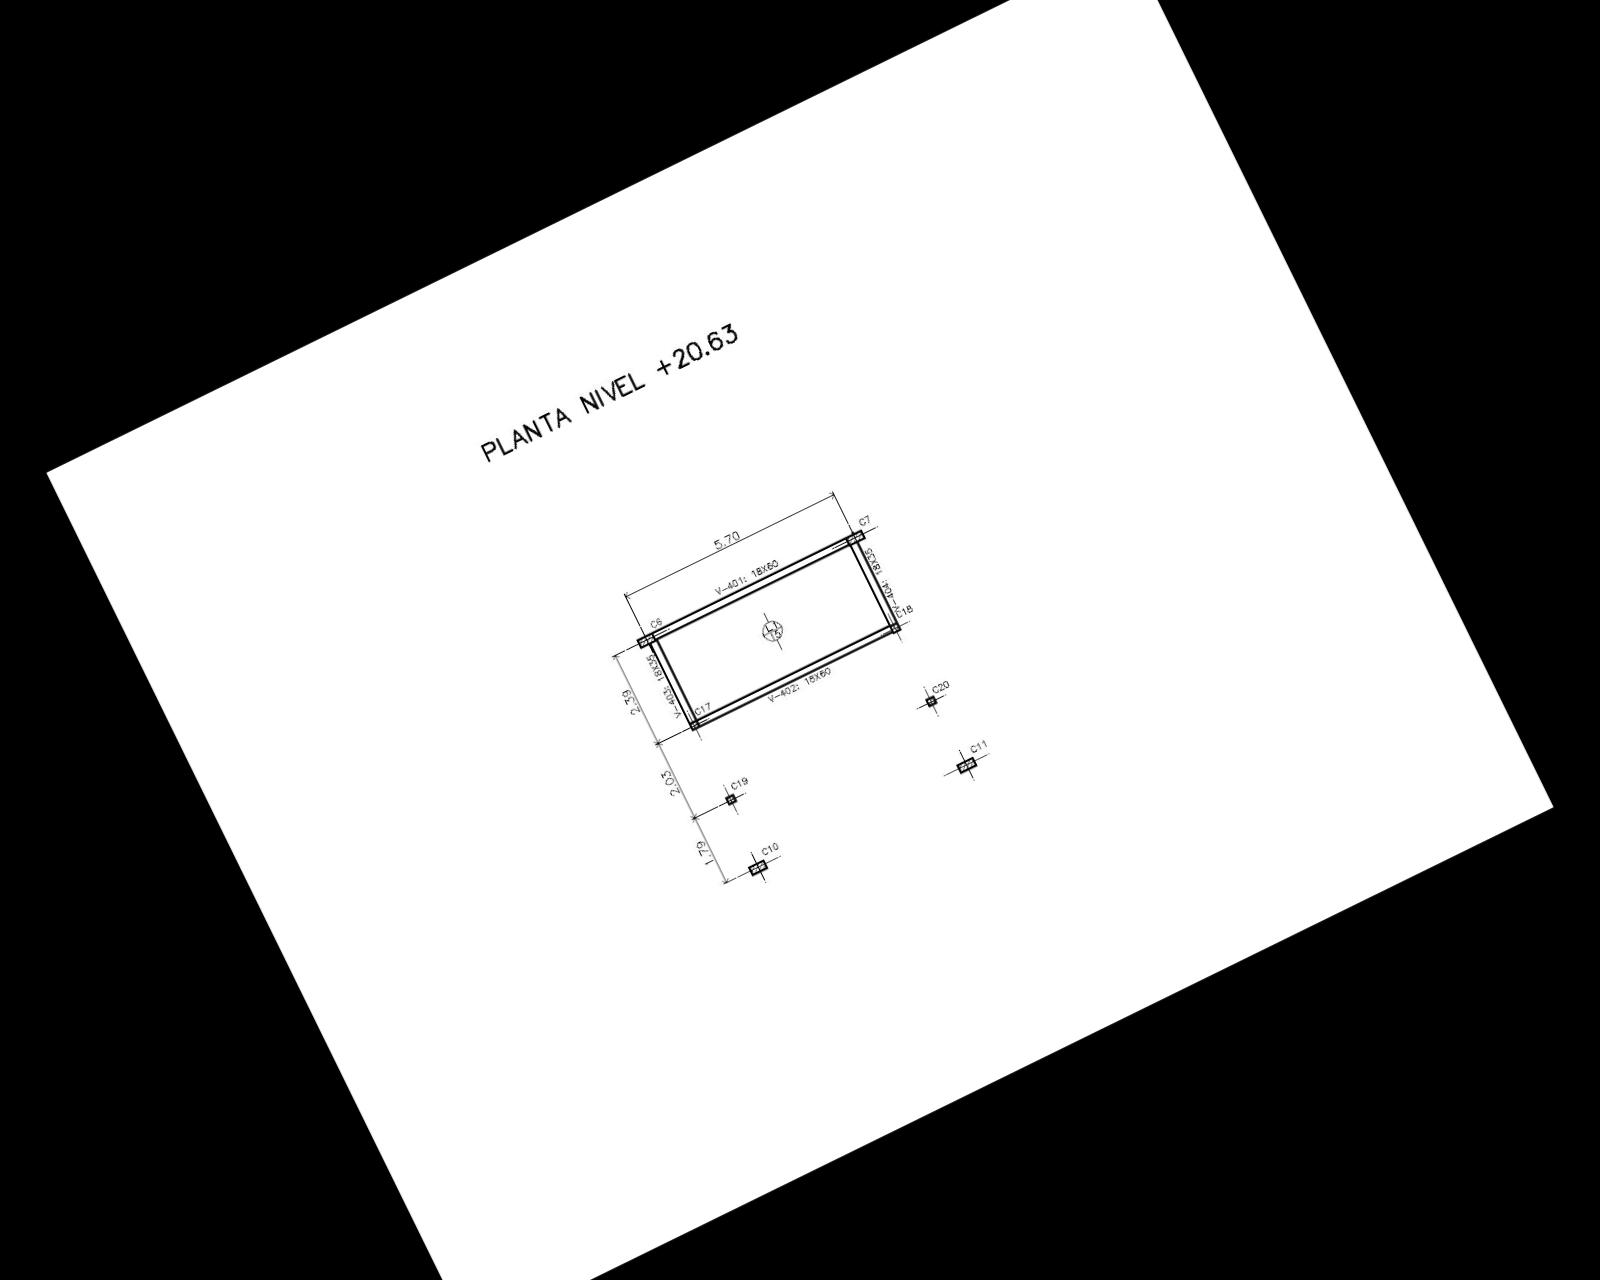 PLANTA NIVEL +20.63
5.70
C7
V-401: 18X60
C6
V-403: 18X35
V-404: 18X35
C18
C17
V-402: 18X60
2.39
2.03
1.79
C20
C11
C19
C10